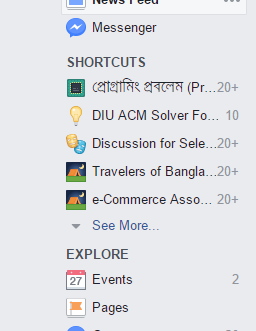 News Feed
Messenger
SHORTCUTS
প্রোগ্রামিং প্রবলেম (Pr... 20+
DIU ACM Solver Fo... 10
Discussion for Sele... 20+
Travelers of Bangla... 20+
e-Commerce Asso... 20+
See More...
EXPLORE
27 Events 2
Pages